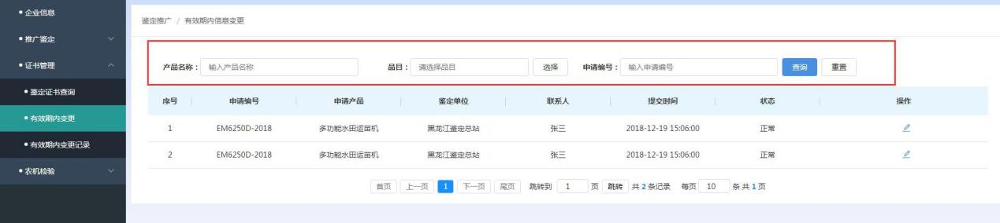 企业信息
推广鉴定
证书管理
鉴定证书查询
有效期内变更
有效期内变更记录
农机检验
鉴定推广 / 有效期内信息变更
产品名称： 输入产品名称 品目： 请选择品目 选择 申请编号： 输入申请编号 查询 重置
序号 申请编号 申请产品 鉴定单位 联系人 提交时间 状态 操作
1 EM6250D-2018 多功能水田运苗机 黑龙江鉴定总站 张三 2018-12-19 15:06:00 正常
2 EM6250D-2018 多功能水田运苗机 黑龙江鉴定总站 张三 2018-12-19 15:06:00 正常
首页 上一页 1 下一页 尾页 跳转到 1 页 跳转 共 2 条记录 每页 10 条 共 1 页